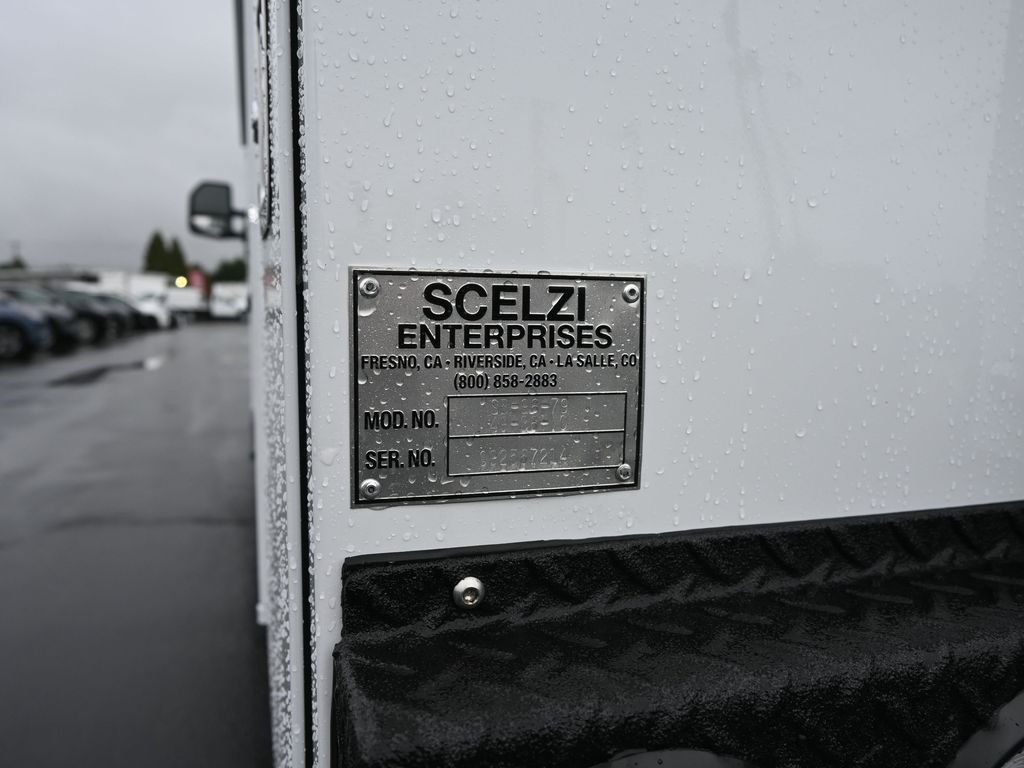 SCELZI
ENTERPRISES
FRESNO, CA - RIVERSIDE, CA - LA SALLE, CO
(800) 858-2883
MOD. NO.
SER. NO.